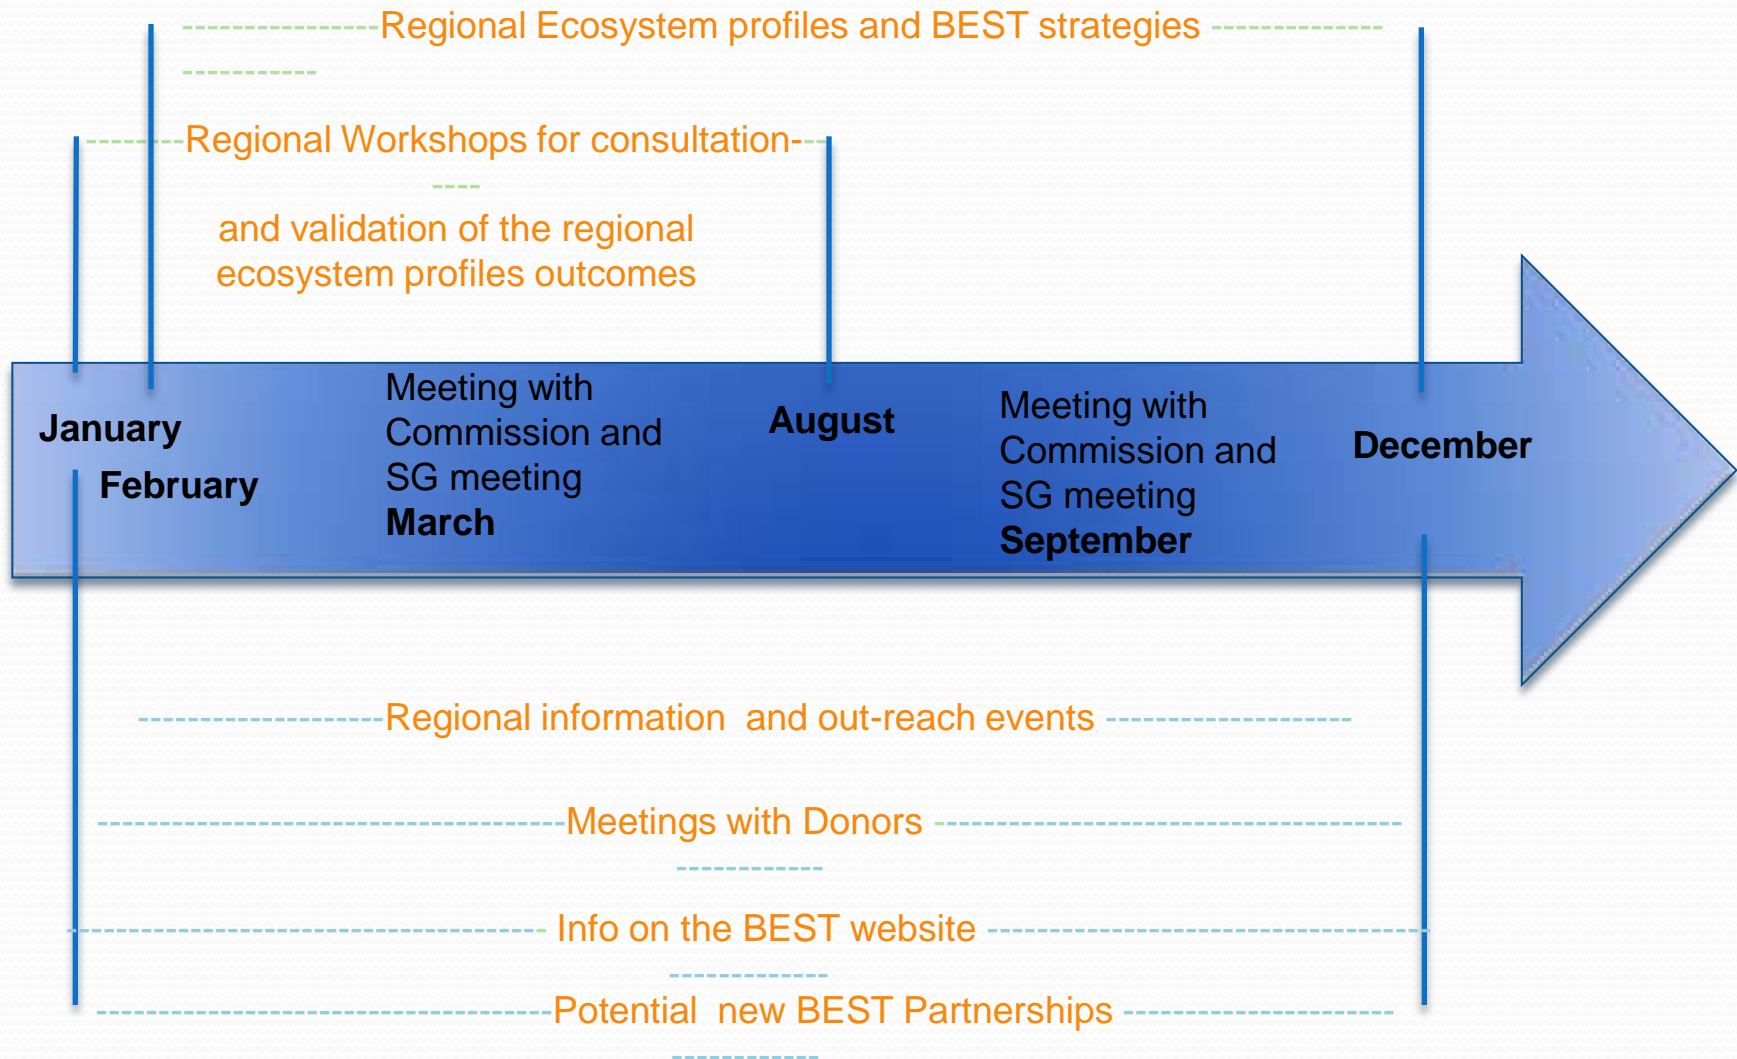 Regional Ecosystem profiles and BEST strategies
Regional Workshops for consultation-
and validation of the regional
ecosystem profiles outcomes
January
February
Meeting with
Commission and
SG meeting
March
August
Meeting with
Commission and
SG meeting
September
December
Regional information and out-reach events
Meetings with Donors
Info on the BEST website
Potential new BEST Partnerships